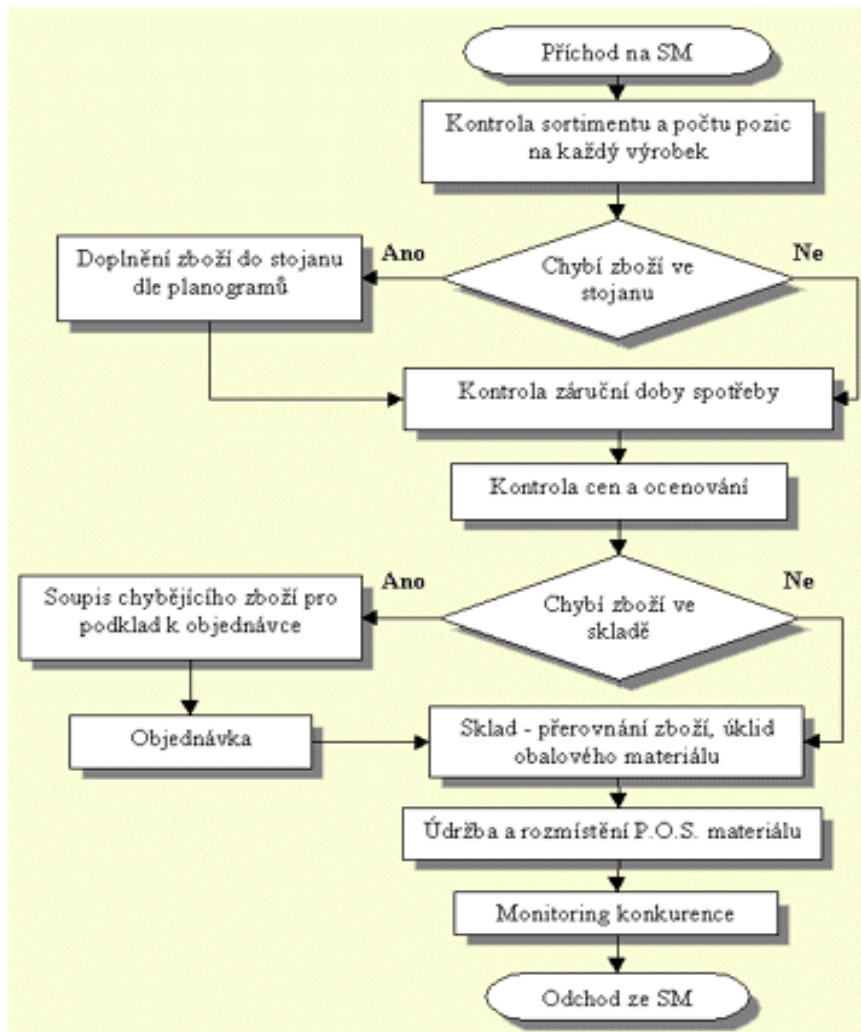 Příchod na SM
Kontrola sortimentu a počtu pozic
na každý výrobek
Doplnění zboží do stojanu
dle planogramů
Ano
Chybí zboží ve
stojanu
Ne
Kontrola záruční doby spotřeby
Kontrola cen a ocenování
Soupis chybějícího zboží pro
podklad k objednávce
Ano
Chybí zboží ve
skladě
Ne
Objednávka
Sklad - přerovnání zboží, úklid
obalového materiálu
Údržba a rozmístění P.O.S. materiálu
Monitoring konkurence
Odchod ze SM